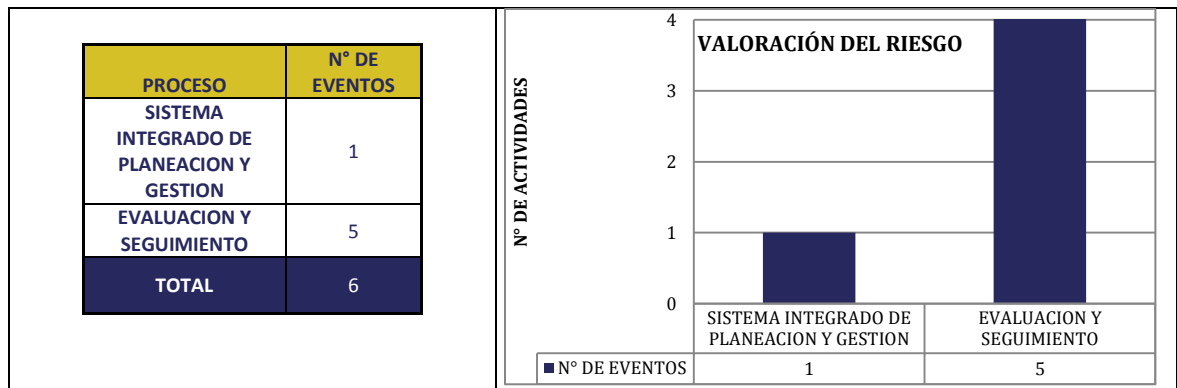 PROCESO
N° DE
EVENTOS
SISTEMA
INTEGRADO DE
PLANEACION Y
GESTION
1
EVALUACION Y
SEGUIMIENTO
5
TOTAL
6
VALORACIÓN DEL RIESGO
N° DE ACTIVIDADES
4
3
2
1
0
SISTEMA INTEGRADO DE
PLANEACION Y GESTION
EVALUACION Y
SEGUIMIENTO
N° DE EVENTOS
1
5